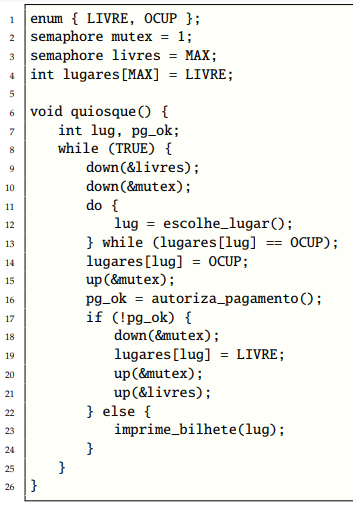 1 enum { LIVRE, OCUP };
2 semaphore mutex = 1;
3 semaphore livres = MAX;
4 int lugares[MAX] = LIVRE;
5
6 void quiosque() {
7     int lug, pg_ok;
8     while (TRUE) {
9         down(&livres);
10         down(&mutex);
11         do {
12             lug = escolhe_lugar();
13         } while (lugares[lug] == OCUP);
14         lugares[lug] = OCUP;
15         up(&mutex);
16         pg_ok = autoriza_pagamento();
17         if (!pg_ok) {
18             down(&mutex);
19             lugares[lug] = LIVRE;
20             up(&mutex);
21             up(&livres);
22         } else {
23             imprime_bilhete(lug);
24         }
25     }
26 }